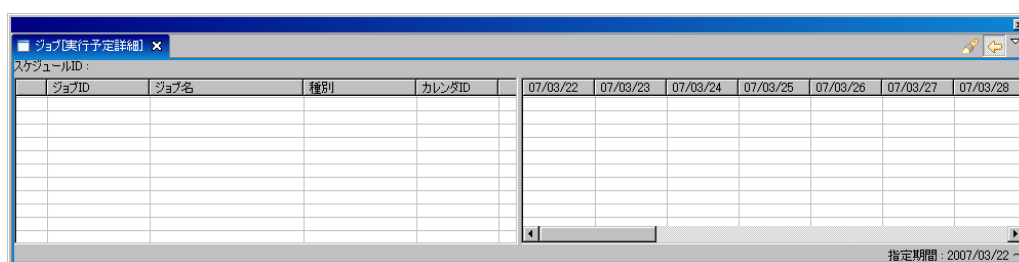 ジョブ[実行予定詳細]
スケジュールID :
ジョブID ジョブ名 種別 カレンダID 07/03/22 07/03/23 07/03/24 07/03/25 07/03/26 07/03/27 07/03/28
指定期間 : 2007/03/22 ~